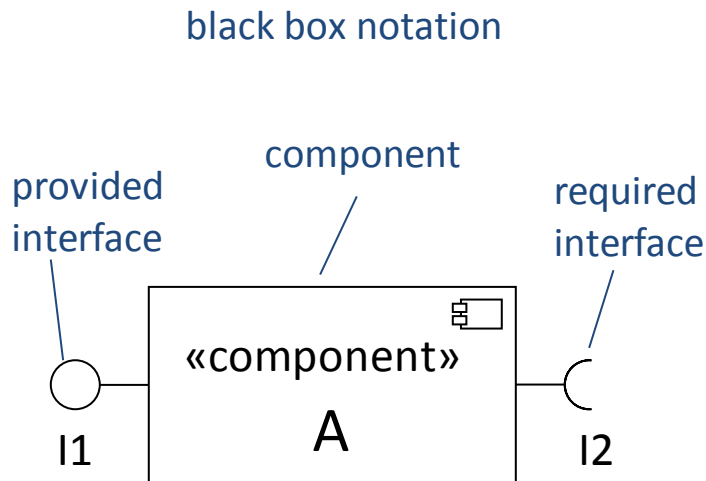 black box notation
component
provided
interface
required
interface
«component»
A
I1
I2